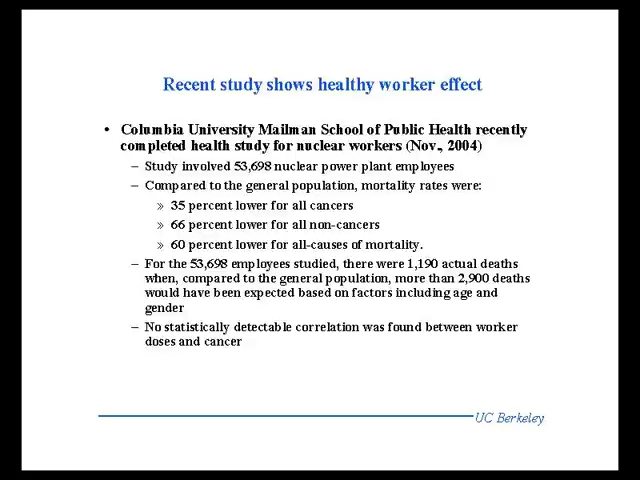 Recent study shows healthy worker effect
• Columbia University Mailman School of Public Health recently
completed health study for nuclear workers (Nov., 2004)
– Study involved 53,698 nuclear power plant employees
– Compared to the general population, mortality rates were:
» 35 percent lower for all cancers
» 66 percent lower for all non-cancers
» 60 percent lower for all-causes of mortality.
– For the 53,698 employees studied, there were 1,190 actual deaths
when, compared to the general population, more than 2,900 deaths
would have been expected based on factors including age and
gender
– No statistically detectable correlation was found between worker
doses and cancer
UC Berkeley